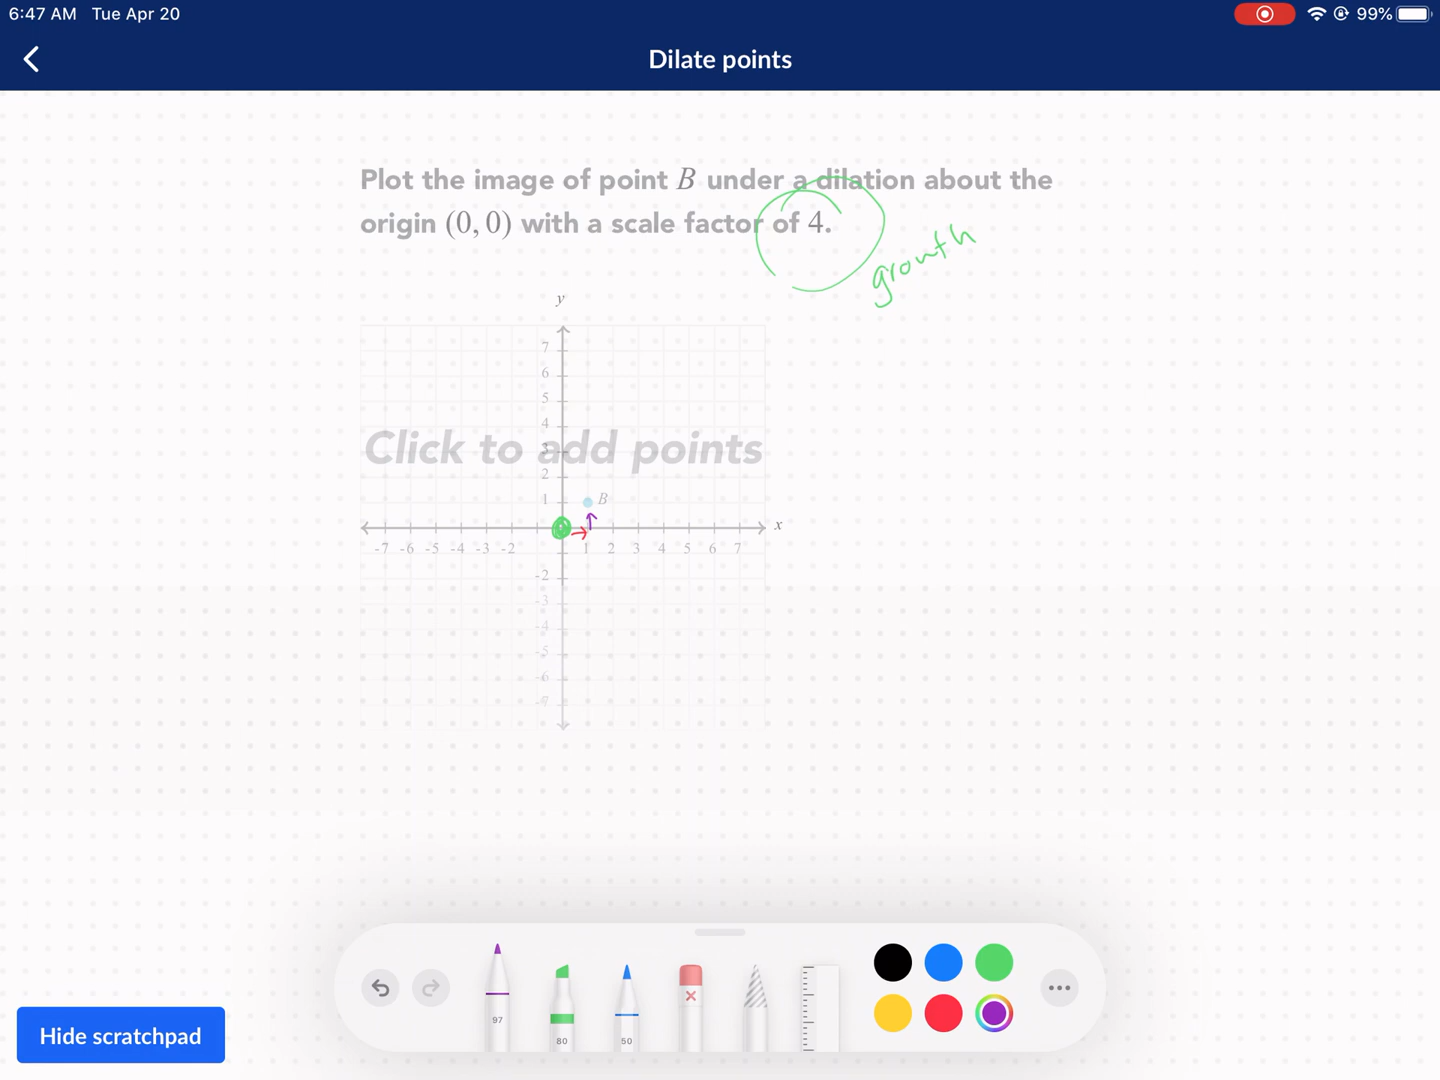 6:47 AM Tue Apr 20
99%
Dilate points
Plot the image of point B under a dilation about the
origin (0, 0) with a scale factor of 4.
growth
y
7
6
5
4
Click to add points
3
2
1
B
x
-7 -6 -5 -4 -3 -2 1 2 3 4 5 6 7
-2
-3
-4
-5
-6
-7
97
80
50
Hide scratchpad